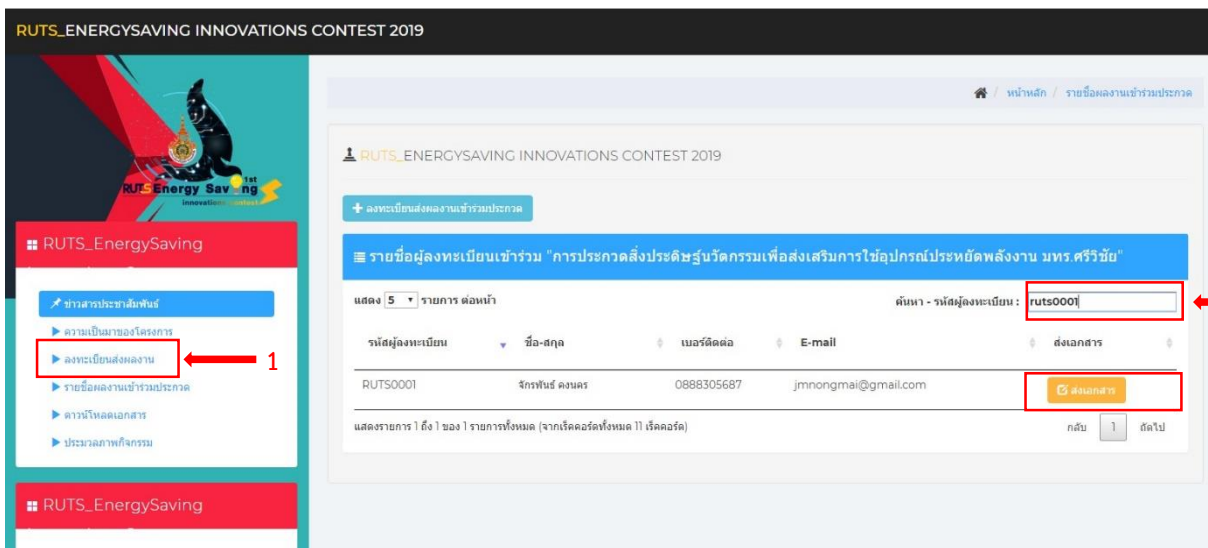 RUTS_ENERGYSAVING INNOVATIONS CONTEST 2019
RUTS Energy Saving 1st
innovations contest
RUTS_EnergySaving
ข่าวสารประชาสัมพันธ์
ความเป็นมาของโครงการ
ลงทะเบียนส่งผลงาน
1
รายชื่อผลงานเข้าร่วมประกวด
ดาวน์โหลดเอกสาร
ประมวลภาพกิจกรรม
RUTS_EnergySaving
/ หน้าหลัก / รายชื่อผลงานเข้าร่วมประกวด
RUTS_ENERGYSAVING INNOVATIONS CONTEST 2019
ลงทะเบียนส่งผลงานเข้าร่วมประกวด
รายชื่อผู้ลงทะเบียนเข้าร่วม "การประกวดสิ่งประดิษฐ์นวัตกรรมเพื่อส่งเสริมการใช้อุปกรณ์ประหยัดพลังงาน มทร.ศรีวิชัย"
แสดง 5 รายการ ต่อหน้า ค้นหา - รหัสผู้ลงทะเบียน : ruts0001
รหัสผู้ลงทะเบียน ชื่อ-สกุล เบอร์ติดต่อ E-mail ส่งเอกสาร
RUTS0001 จักรพันธ์ คงนคร 0888305687 jmnongmai@gmail.com ส่งเอกสาร
แสดงรายการ 1 ถึง 1 ของ 1 รายการทั้งหมด (จากเร็คคอร์ดทั้งหมด 11 เร็คคอร์ด) กลับ 1 ถัดไป